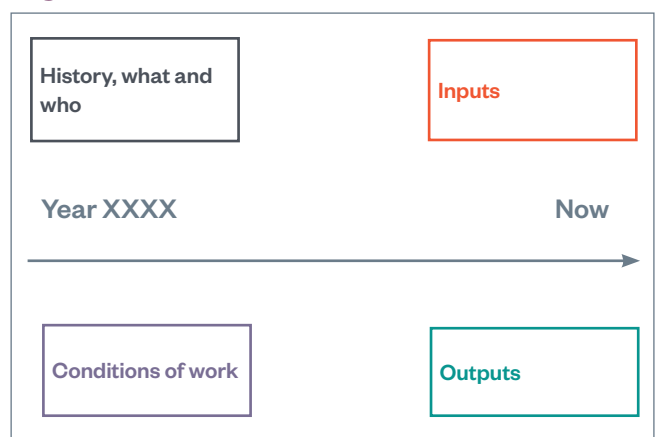 History, what and
who
Inputs
Year XXXX
Now
Conditions of work
Outputs